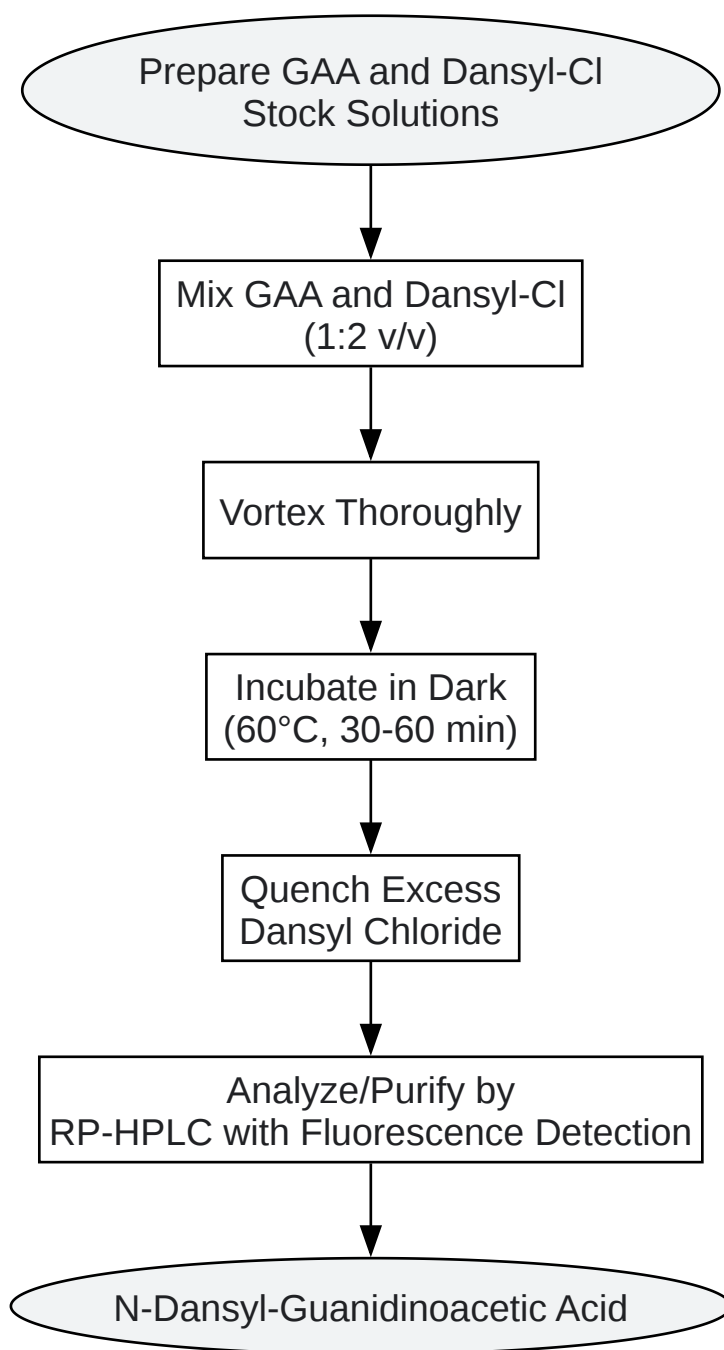 Prepare GAA and Dansyl-Cl
Stock Solutions
Mix GAA and Dansyl-Cl
(1:2 v/v)
Vortex Thoroughly
Incubate in Dark
(60°C, 30-60 min)
Quench Excess
Dansyl Chloride
Analyze/Purify by
RP-HPLC with Fluorescence Detection
N-Dansyl-Guanidinoacetic Acid